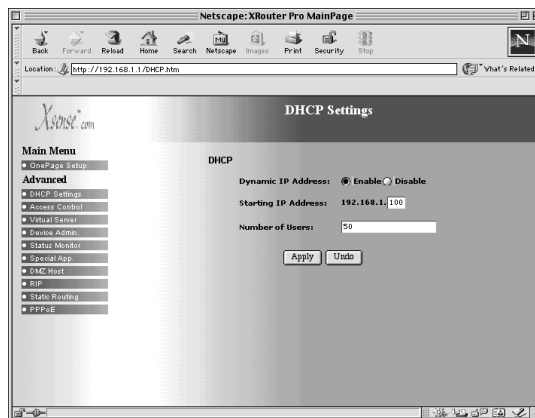 Netscape: XRouter Pro MainPage
Back Forward Reload Home Search Netscape Images Print Security Stop
Location: http://192.168.1.1/DHCP.htm What's Related
Xsense.com
DHCP Settings
Main Menu
OnePage Setup
Advanced
DHCP Settings
Access Control
Virtual Server
Device Admin.
Status Monitor
Special App.
DMZ Host
RIP
Static Routing
PPPoE
DHCP
Dynamic IP Address: Enable Disable
Starting IP Address: 192.168.1. 100
Number of Users: 50
Apply Undo